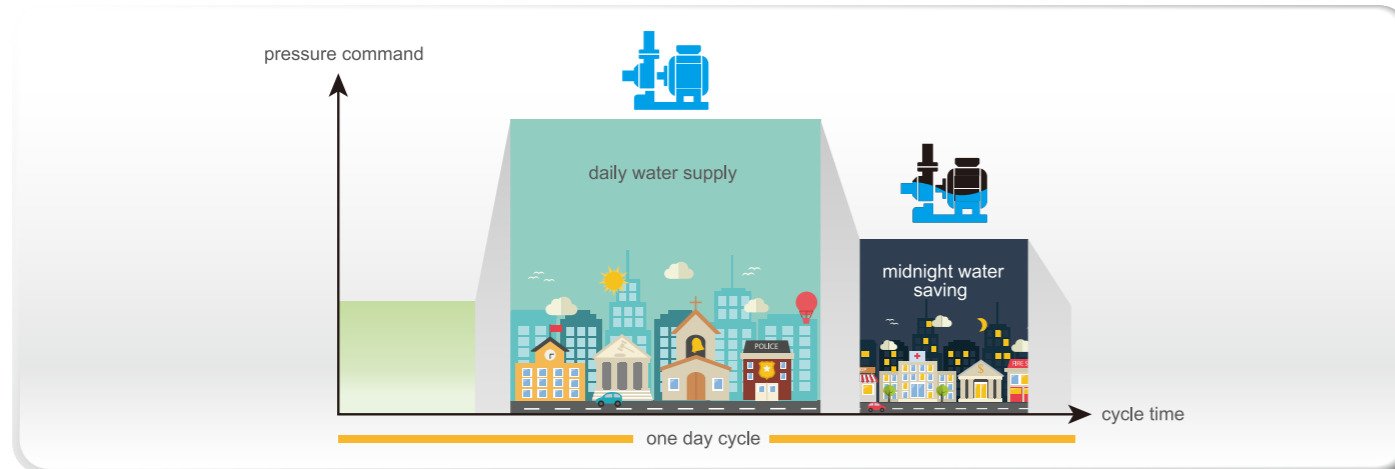 pressure command
daily water supply
midnight water
saving
POLICE
$
cycle time
one day cycle